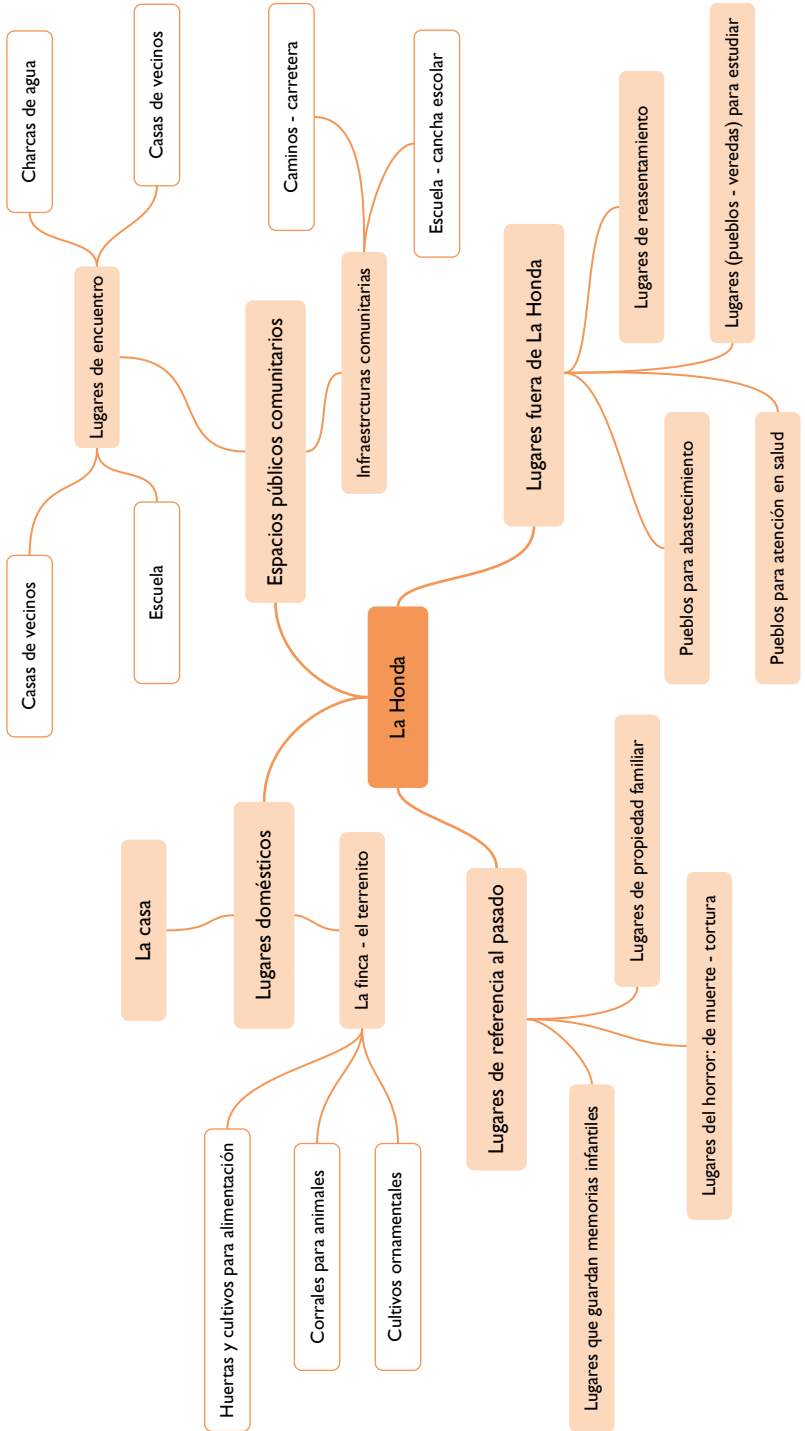 Huertas y cultivos para alimentación
Corrales para animales
Cultivos ornamentales
La casa
Lugares domésticos
La finca - el terrenito
Casas de vecinos
Escuela
Lugares de encuentro
Charcas de agua
Casas de vecinos
Espacios públicos comunitarios
Infraestrcturas comunitarias
Caminos - carretera
Escuela - cancha escolar
La Honda
Lugares de referencia al pasado
Lugares que guardan memorias infantiles
Lugares de propiedad familiar
Lugares del horror: de muerte - tortura
Lugares fuera de La Honda
Pueblos para abastecimiento
Pueblos para atención en salud
Lugares de reasentamiento
Lugares (pueblos - veredas) para estudiar